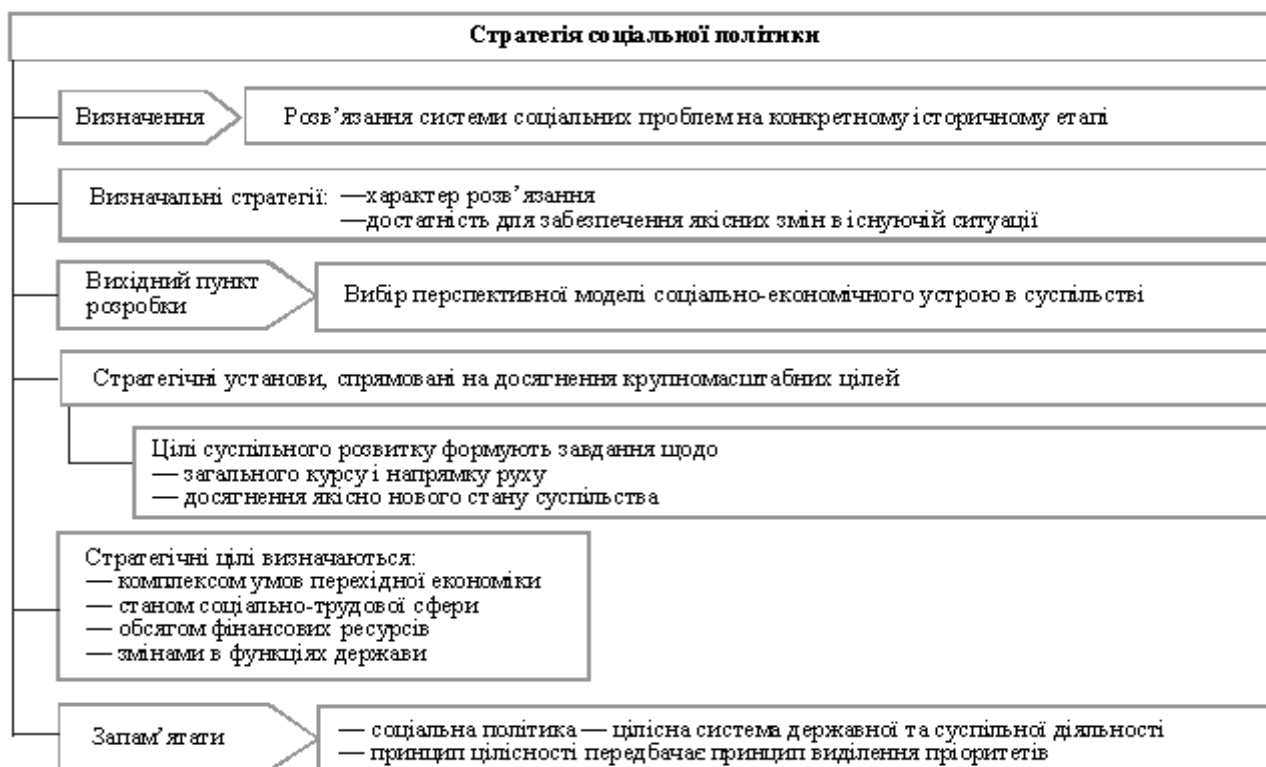 Стратегія соціальної політики
Визначення
Розв’язання системи соціальних проблем на конкретному історичному етапі
Визначальні стратегії: —характер розв’язання
—достатність для забезпечення якісних змін в існуючій ситуації
Вихідний пункт
розробки
Вибір перспективної моделі соціально-економічного устрою в суспільстві
Стратегічні установи, спрямовані на досягнення крупномасштабних цілей
Цілі суспільного розвитку формують завдання щодо
— загального курсу і напрямку руху
— досягнення якісно нового стану суспільства
Стратегічні цілі визначаються:
— комплексом умов перехідної економіки
— станом соціально-трудової сфери
— обсягом фінансових ресурсів
— змінами в функціях держави
Запам’ятати
— соціальна політика — цілісна система державної та суспільної діяльності
— принцип цілісності передбачає принцип виділення пріоритетів